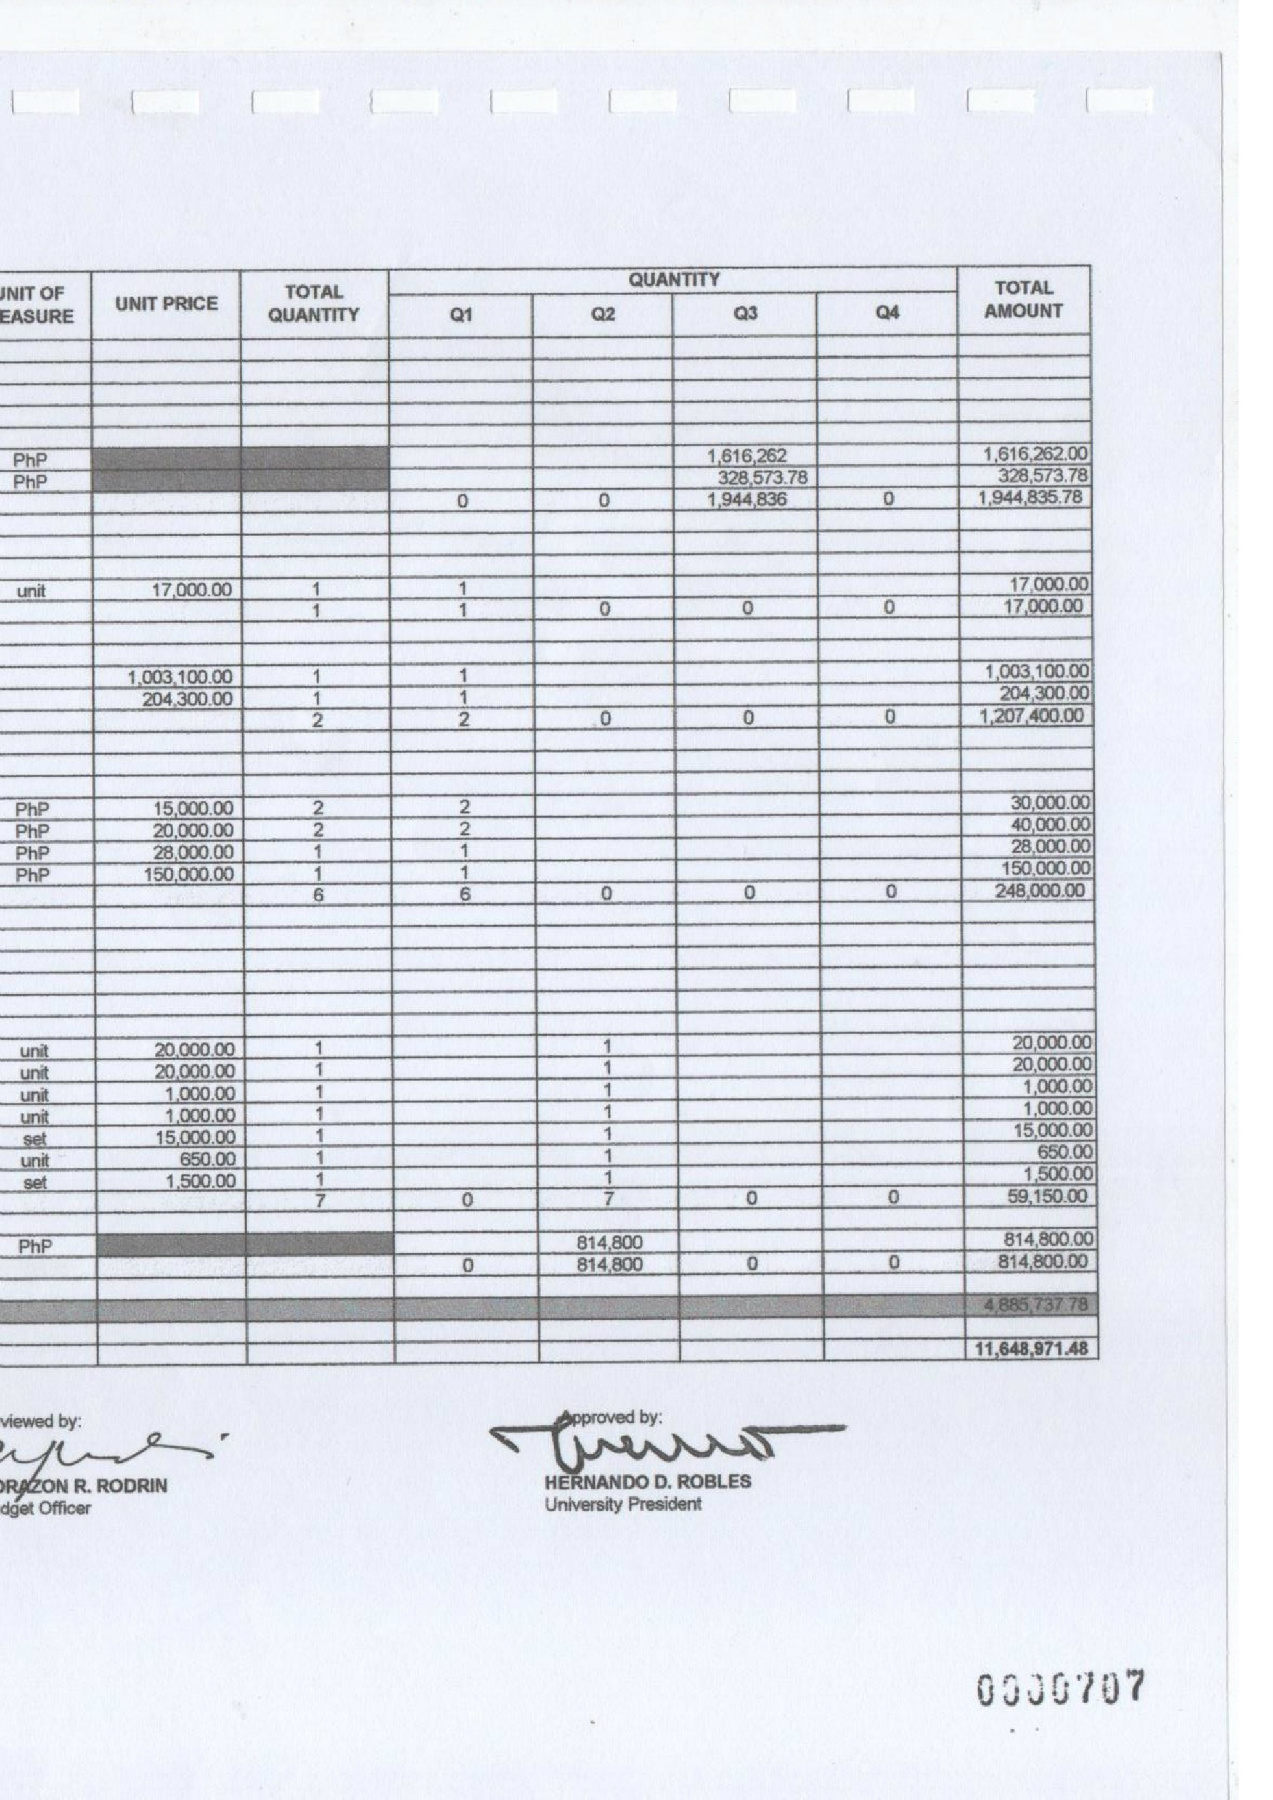 QUANTITY
UNIT PRICE TOTAL QUANTITY Q1 Q2 Q3 Q4 TOTAL AMOUNT
NIT OF
EASURE
PhP 1,616,262 1,616,262.00
PhP 328,573.78 328,573.78
0 0 1,944,836 0 1,944,835.78
unit 17,000.00 1 1 17,000.00
1 1 0 0 0 17,000.00
1,003,100.00 1 1 1,003,100.00
204,300.00 1 1 204,300.00
2 2 0 0 0 1,207,400.00
PhP 15,000.00 2 2 30,000.00
PhP 20,000.00 2 2 40,000.00
PhP 28,000.00 1 1 28,000.00
PhP 150,000.00 1 1 150,000.00
6 6 0 0 0 248,000.00
unit 20,000.00 1 1 20,000.00
unit 20,000.00 1 1 20,000.00
unit 1,000.00 1 1 1,000.00
unit 1,000.00 1 1 1,000.00
set 15,000.00 1 1 15,000.00
unit 650.00 1 1 650.00
set 1,500.00 1 1 1,500.00
7 0 7 0 0 59,150.00
PhP 814,800 814,800.00
0 814,800 0 0 814,800.00
4,885,737.78
11,648,971.48
viewed by: Approved by:
ORAZON R. RODRIN HERNANDO D. ROBLES
dget Officer University President